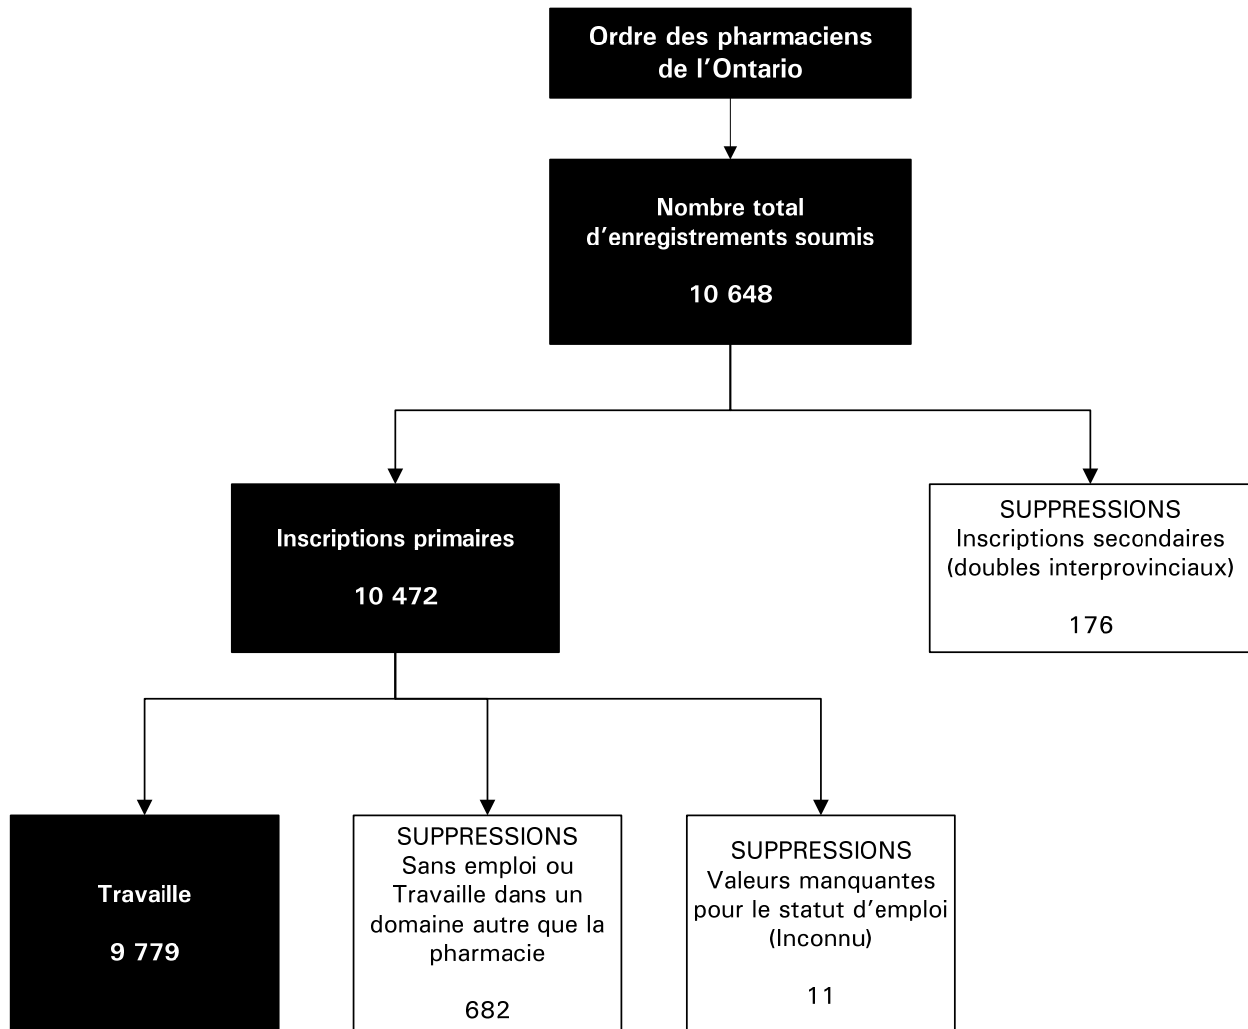 Ordre des pharmaciens
de l'Ontario
Nombre total
d'enregistrements soumis
10 648
Inscriptions primaires
10 472
SUPPRESSIONS
Inscriptions secondaires
(doubles interprovinciaux)
176
Travaille
9 779
SUPPRESSIONS
Sans emploi ou
Travaille dans un
domaine autre que la
pharmacie
682
SUPPRESSIONS
Valeurs manquantes
pour le statut d'emploi
(Inconnu)
11